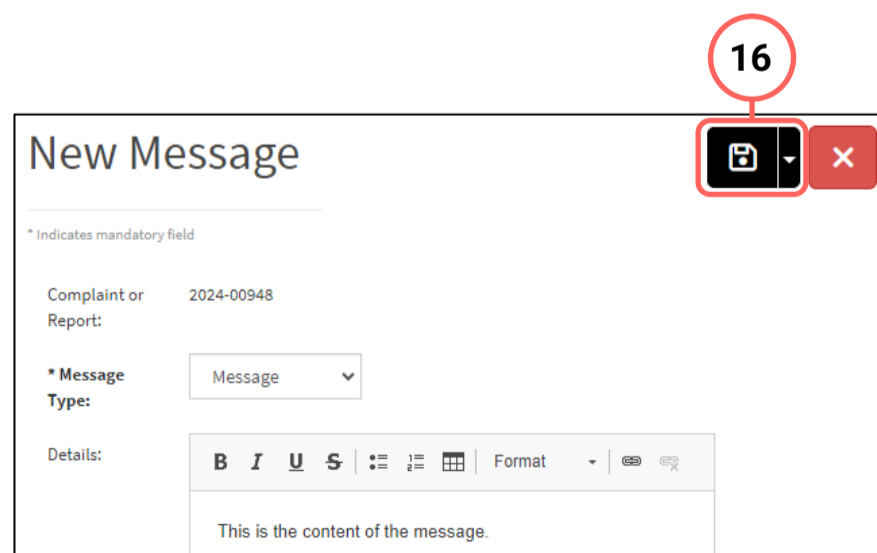 16
New Message
* Indicates mandatory field
Complaint or
Report:
2024-00948
* Message
Type:
Message
Details:
B I U S Format
This is the content of the message.